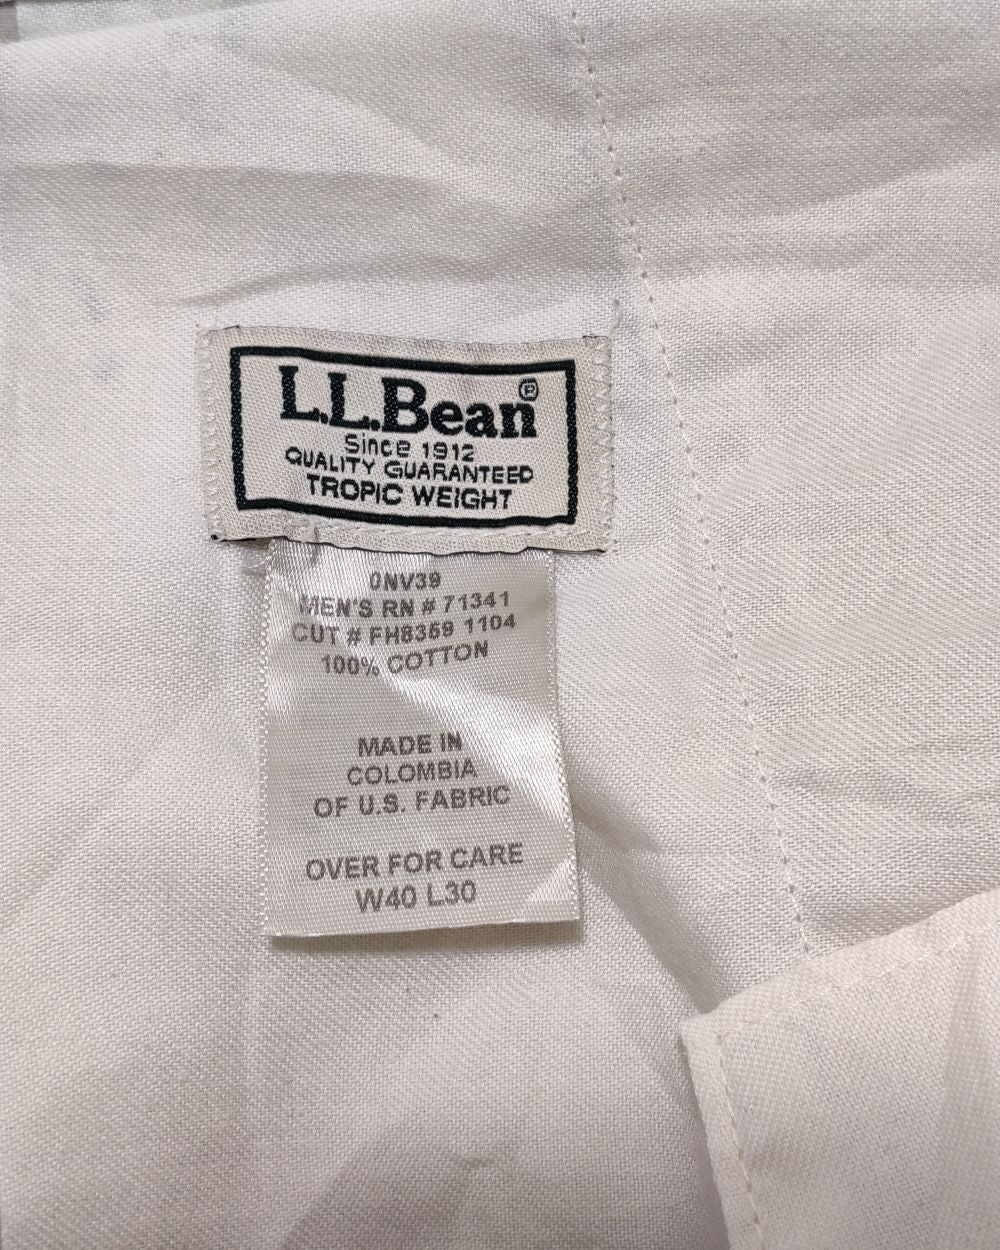 L.L.Bean®
Since 1912
QUALITY GUARANTEED
TROPIC WEIGHT
0NV39
MEN'S RN # 71341
CUT # FH8359 1104
100% COTTON
MADE IN
COLOMBIA
OF U.S. FABRIC
OVER FOR CARE
W40 L30